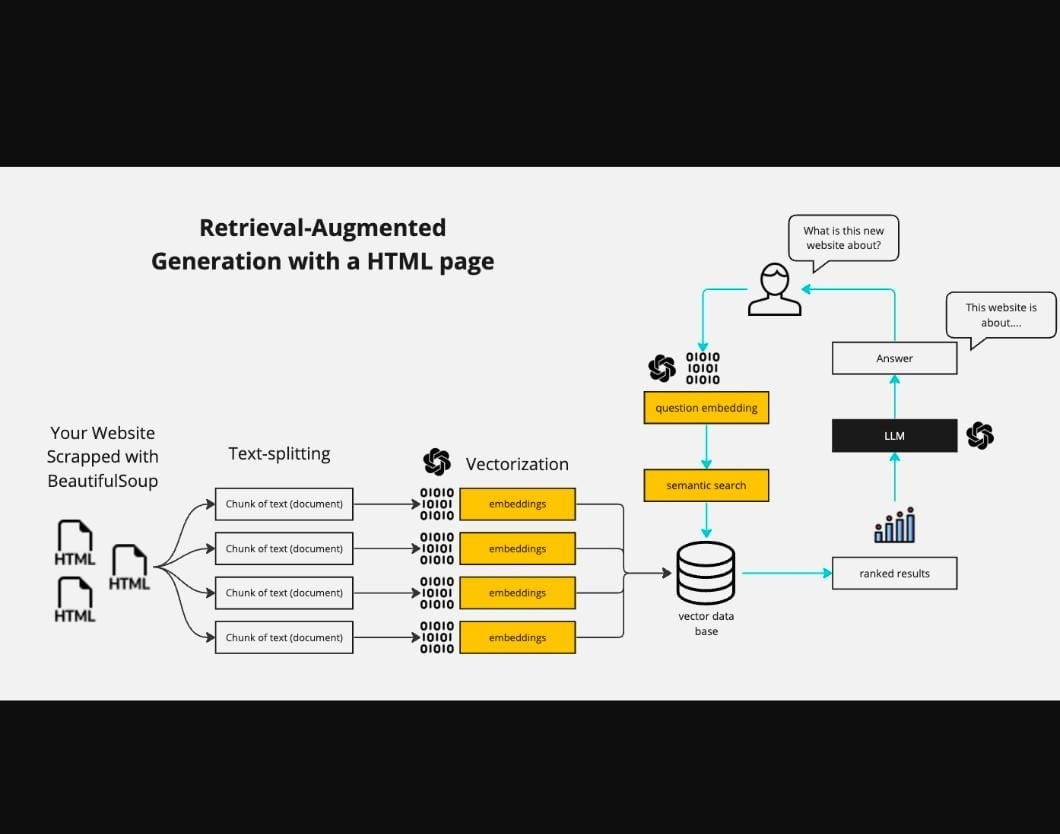 Retrieval-Augmented
Generation with a HTML page
What is this new
website about?
This website is
about....
Answer
01010
10101
01010
question embedding
LLM
Your Website
Scrapped with
BeautifulSoup
Text-splitting
Vectorization
semantic search
HTML
HTML
HTML
Chunk of text (document)
01010
10101
01010
embeddings
Chunk of text (document)
01010
10101
01010
embeddings
Chunk of text (document)
01010
10101
01010
embeddings
Chunk of text (document)
01010
10101
01010
embeddings
vector data
base
ranked results